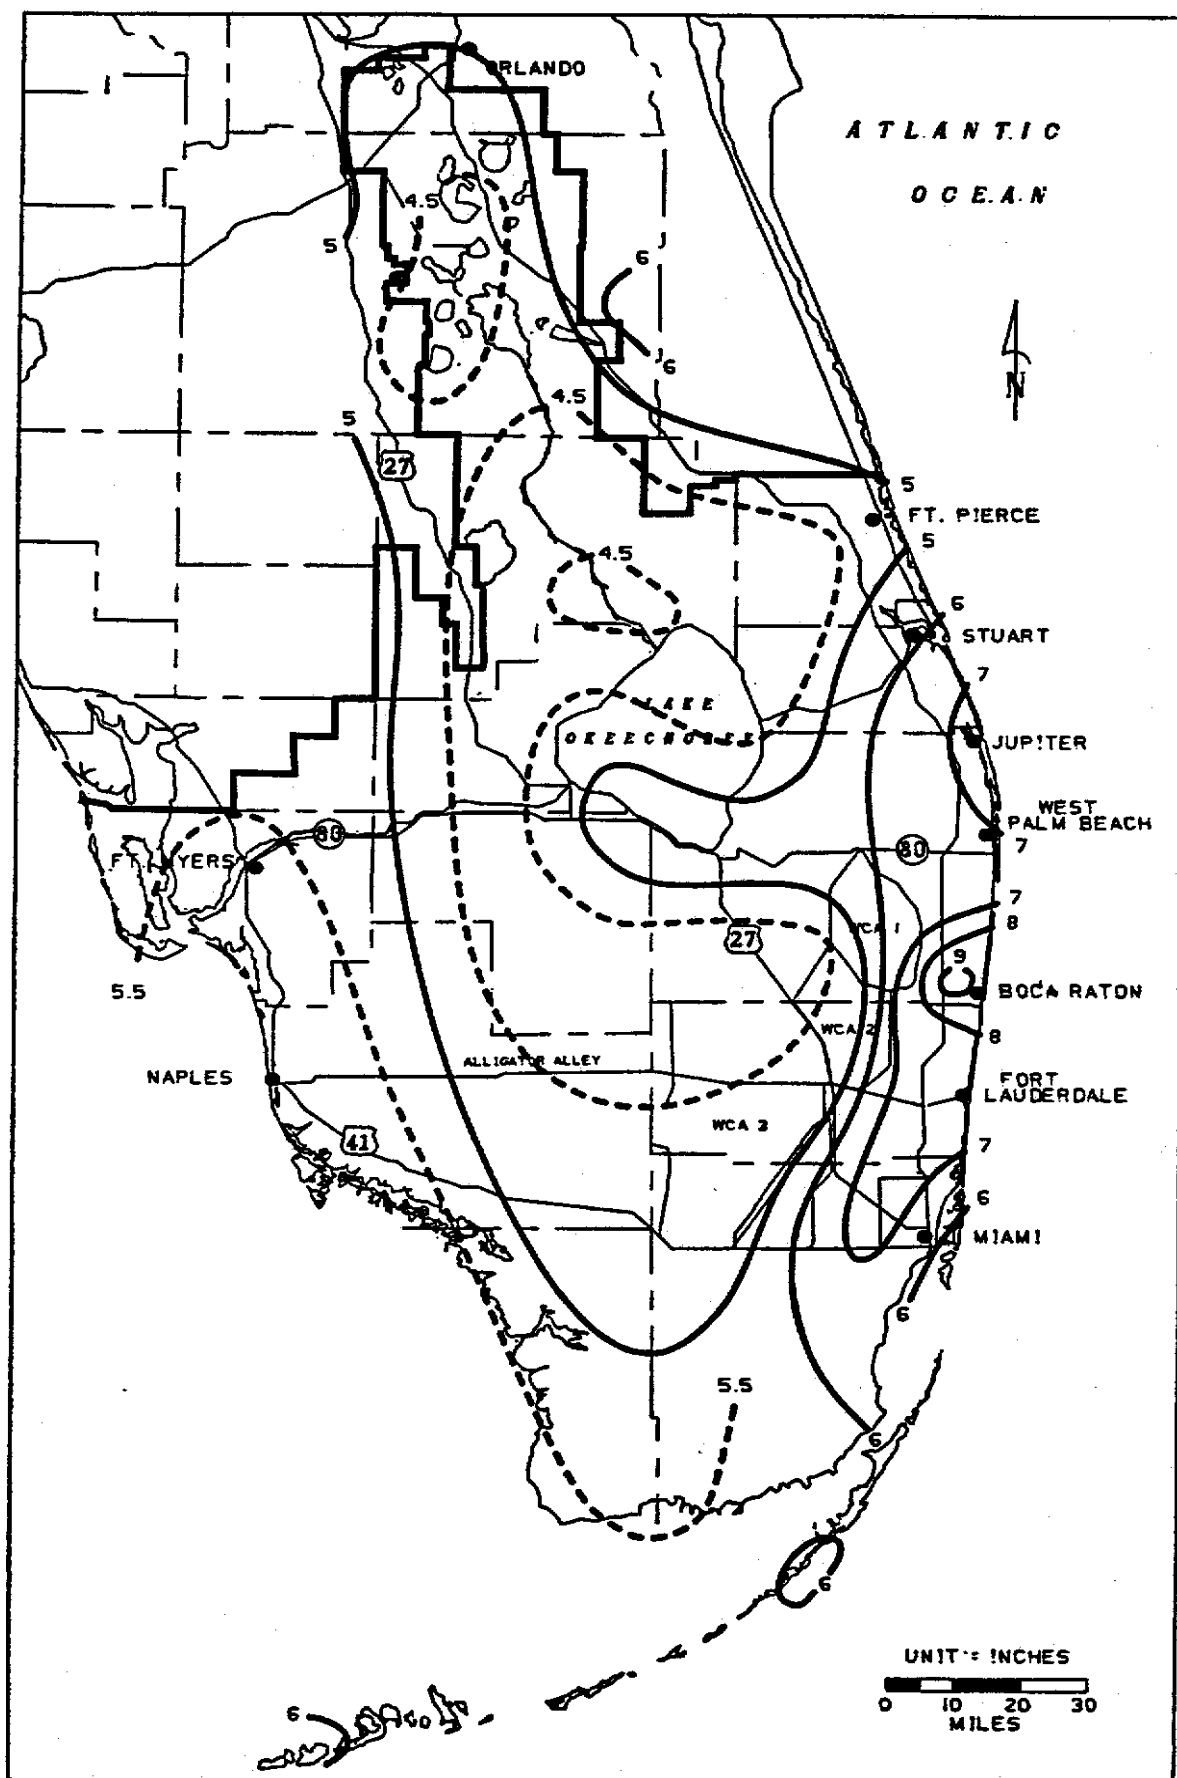 ORLANDO
ATLANTIC
OCEAN
4.5
5
6
6
N
5
4.5
27
5
FT. PIERCE
5
4.5
6
STUART
7
LAKE
OKEECHOBEE
JUPITER
WEST
PALM BEACH
7
80
80
FT. MYERS
7
8
WCA 1
27
9
5.5
BOCA RATON
WCA 2
8
ALLIGATOR ALLEY
NAPLES
FORT
LAUDERDALE
WCA 3
41
7
6
MIAMI
6
5.5
6
6
UNIT = INCHES
0 10 20 30
MILES
6